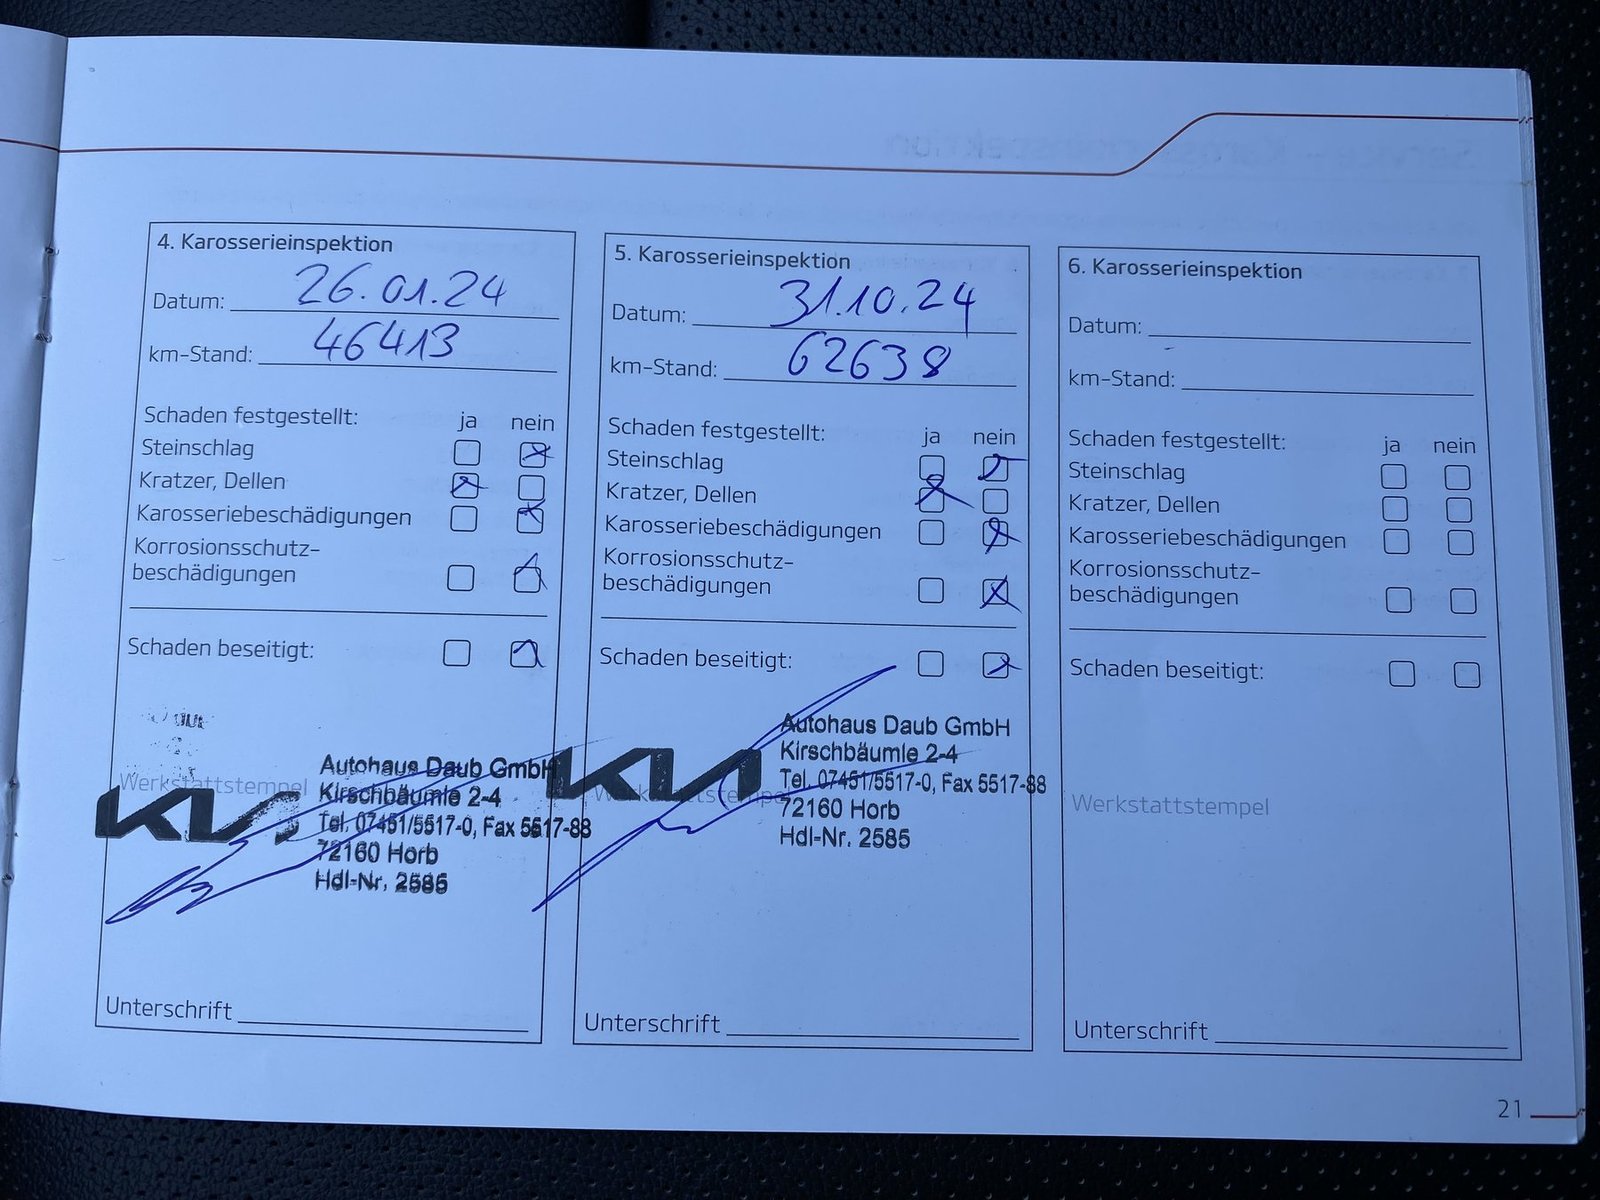 4. Karosserieinspektion
Datum: 26.01.24
km-Stand: 46413
Schaden festgestellt: ja nein
Steinschlag
Kratzer, Dellen
Karosseriebeschädigungen
Korrosionsschutz-
beschädigungen
Schaden beseitigt:
Werkstattstempel
KIA
Autohaus Daub GmbH
Kirschbäumle 2-4
Tel. 07451/5517-0, Fax 5517-88
72160 Horb
Hdl-Nr. 2585
Unterschrift
5. Karosserieinspektion
Datum: 31.10.24
km-Stand: 62638
Schaden festgestellt: ja nein
Steinschlag
Kratzer, Dellen
Karosseriebeschädigungen
Korrosionsschutz-
beschädigungen
Schaden beseitigt:
Werkstattstempel
KIA
Autohaus Daub GmbH
Kirschbäumle 2-4
Tel. 07451/5517-0, Fax 5517-88
72160 Horb
Hdl-Nr. 2585
Unterschrift
6. Karosserieinspektion
Datum:
km-Stand:
Schaden festgestellt: ja nein
Steinschlag
Kratzer, Dellen
Karosseriebeschädigungen
Korrosionsschutz-
beschädigungen
Schaden beseitigt:
Werkstattstempel
Unterschrift
21